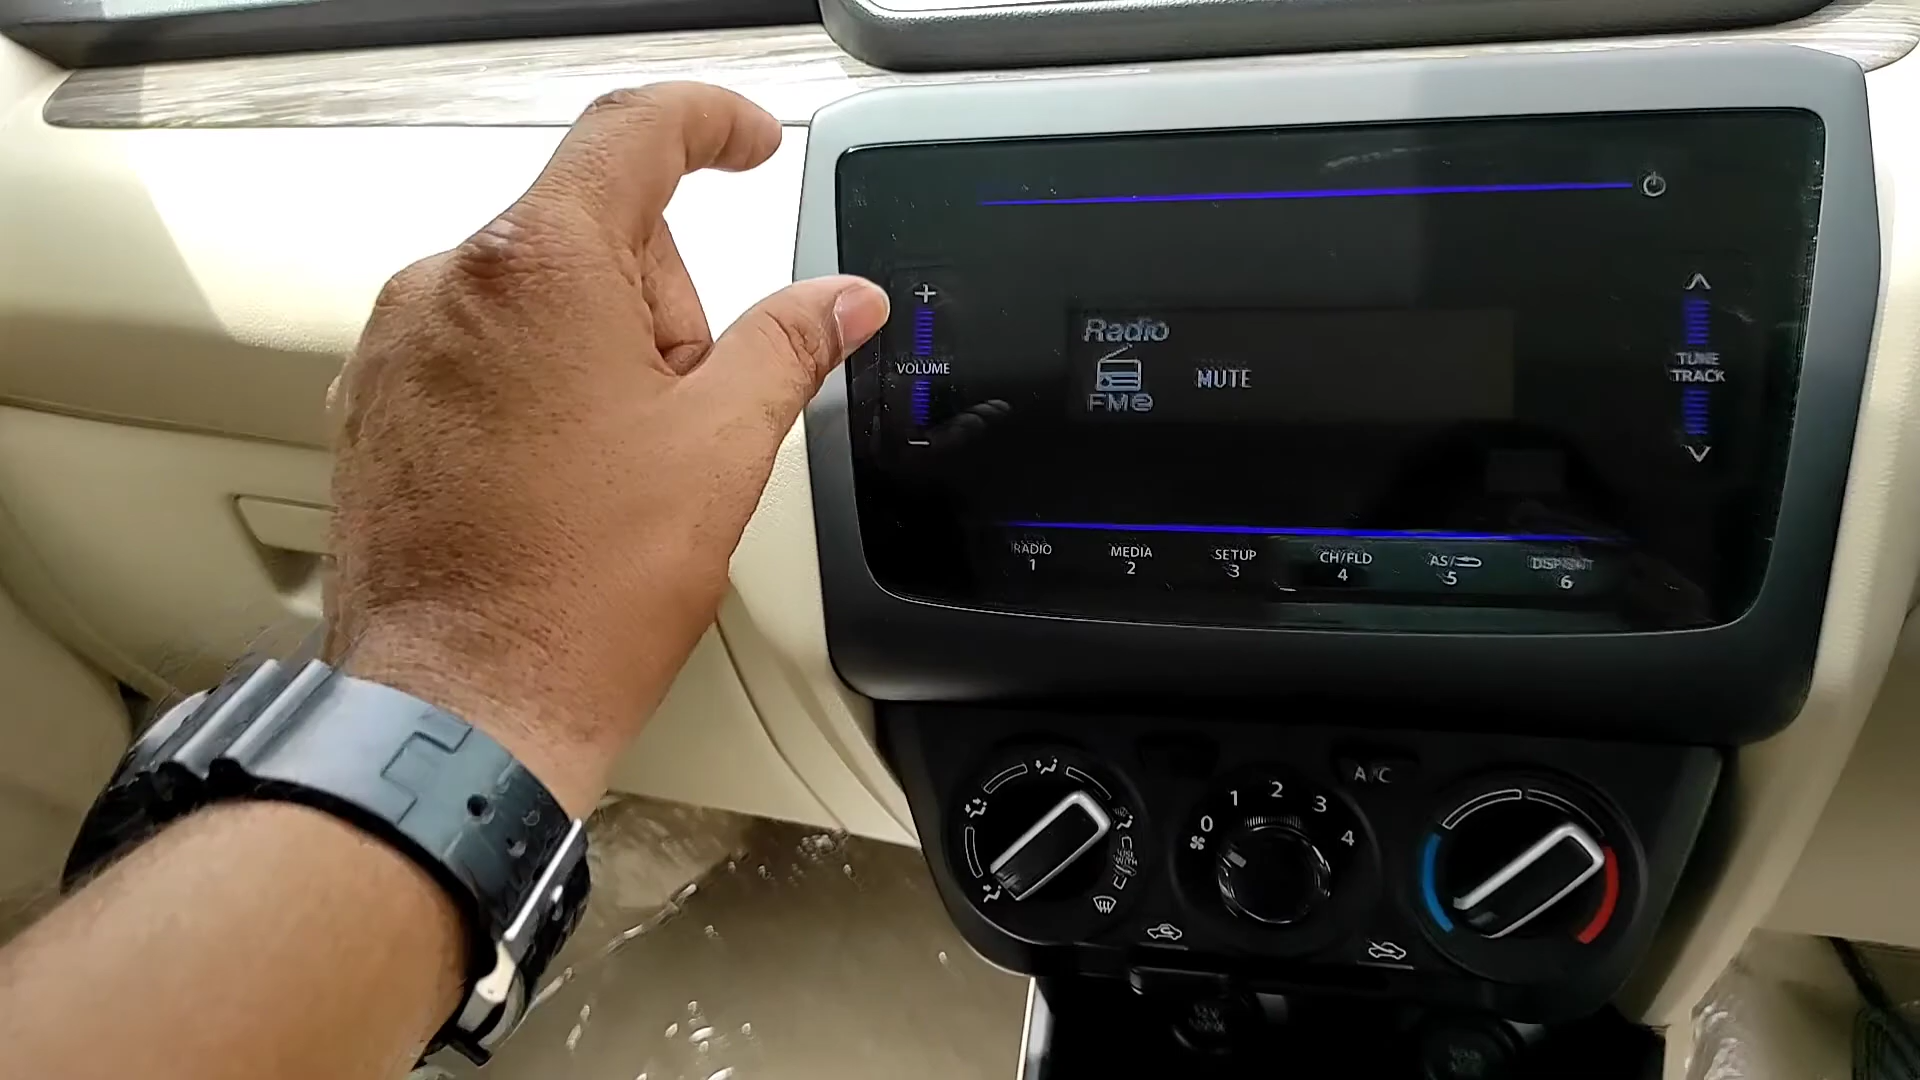 +
VOLUME
−
Radio
FM2
MUTE
TUNE
TRACK
RADIO
1
MEDIA
2
SETUP
3
CH/FLD
4
AS/
5
6
0 1 2 3 4
A/C